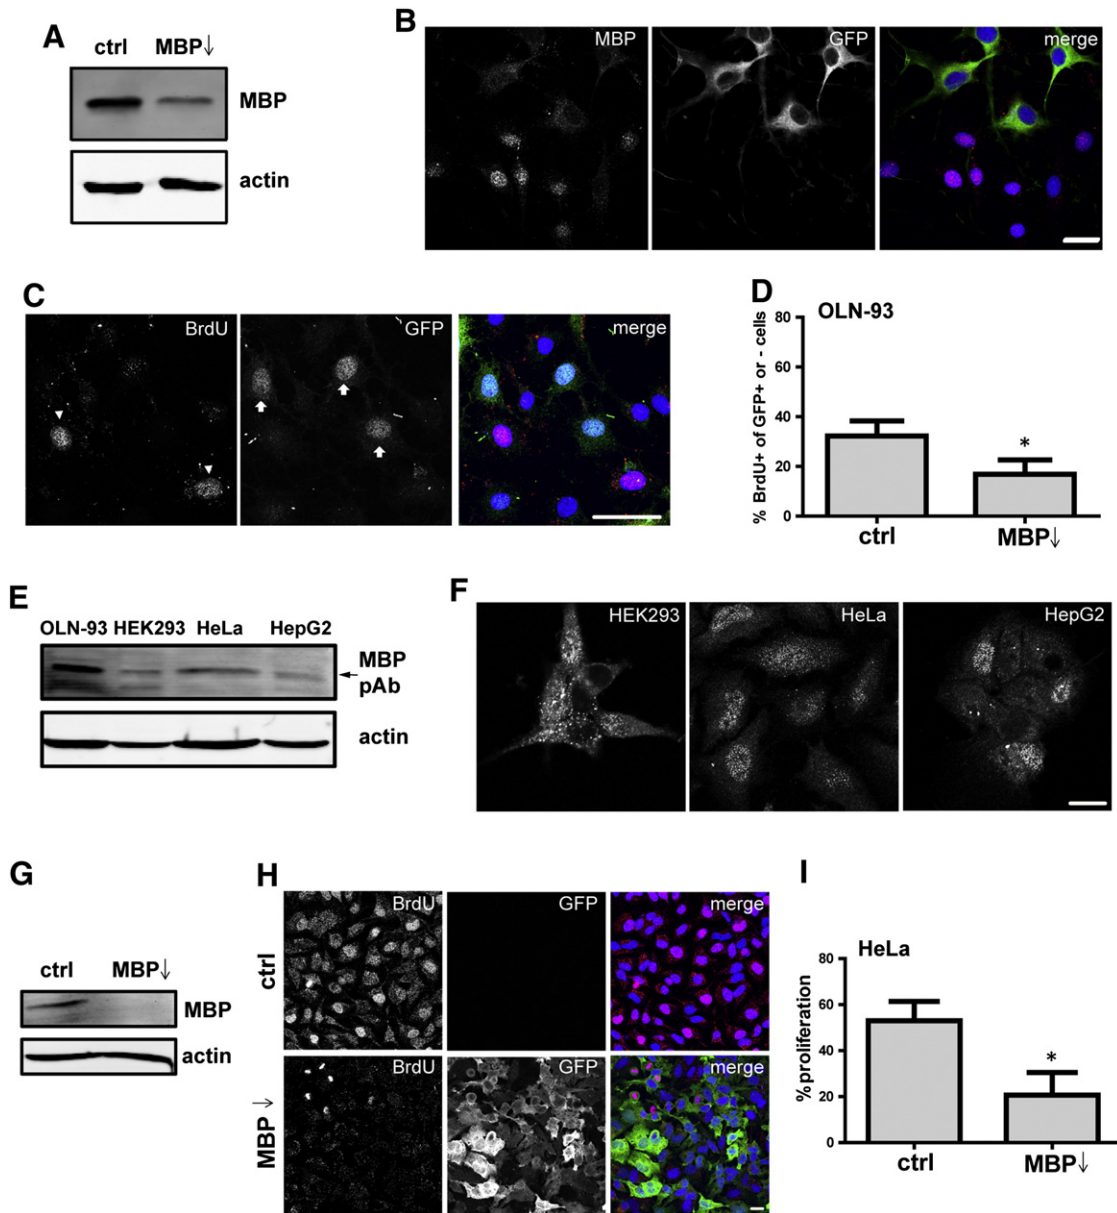 A
ctrl MBP↓
MBP
actin
B
MBP GFP merge
C
BrdU GFP merge
D
OLN-93
% BrdU+ of GFP+ or - cells
80
60
40
20
0
*
ctrl MBP↓
E
OLN-93 HEK293 HeLa HepG2
MBP
pAb
actin
F
HEK293 HeLa HepG2
G
ctrl MBP↓
MBP
actin
H
ctrl
BrdU GFP merge
MBP↓
BrdU GFP merge
I
HeLa
% proliferation
80
60
40
20
0
*
ctrl MBP↓